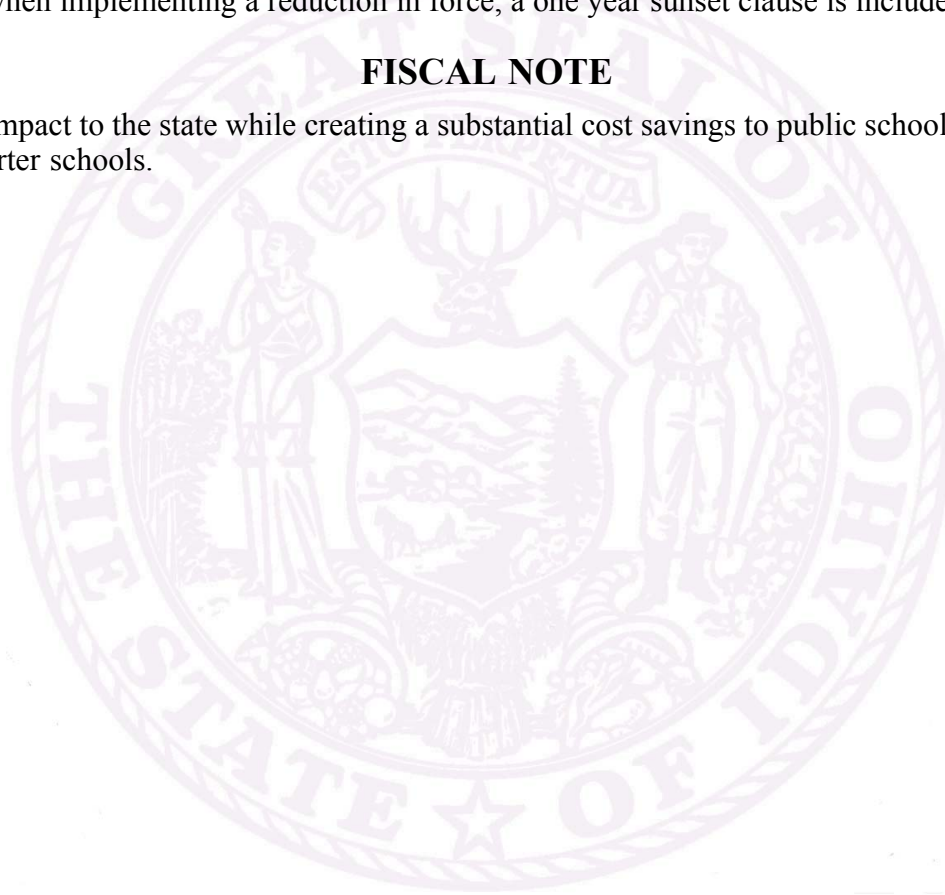 when implementing a reduction in force, a one year sunset clause is include
FISCAL NOTE
mpact to the state while creating a substantial cost savings to public school
rter schools.
GREAT SEAL OF
THE STATE OF IDAHO
ESTO PERPETUA